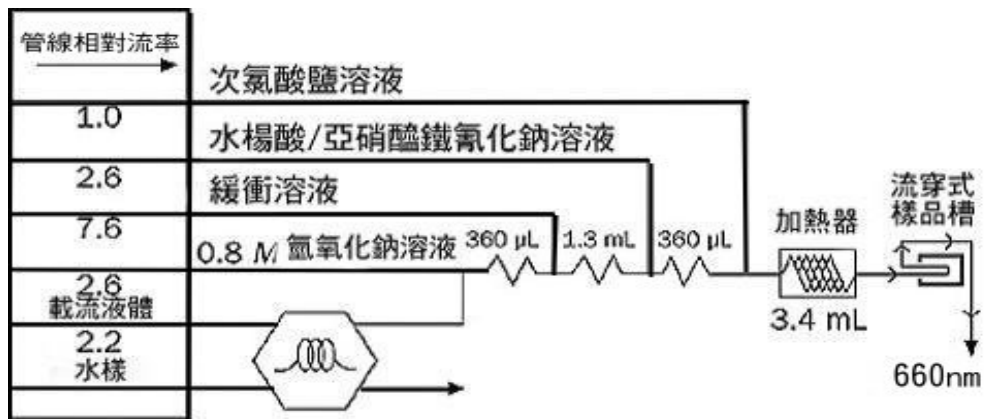 管線相對流率
次氯酸鹽溶液
1.0
水楊酸/亞硝醯鐵氰化鈉溶液
2.6
緩衝溶液
7.6
0.8 M 氫氧化鈉溶液
360 µL
1.3 mL
360 µL
加熱器
3.4 mL
流穿式
樣品槽
2.6
載流液體
2.2
水樣
660nm